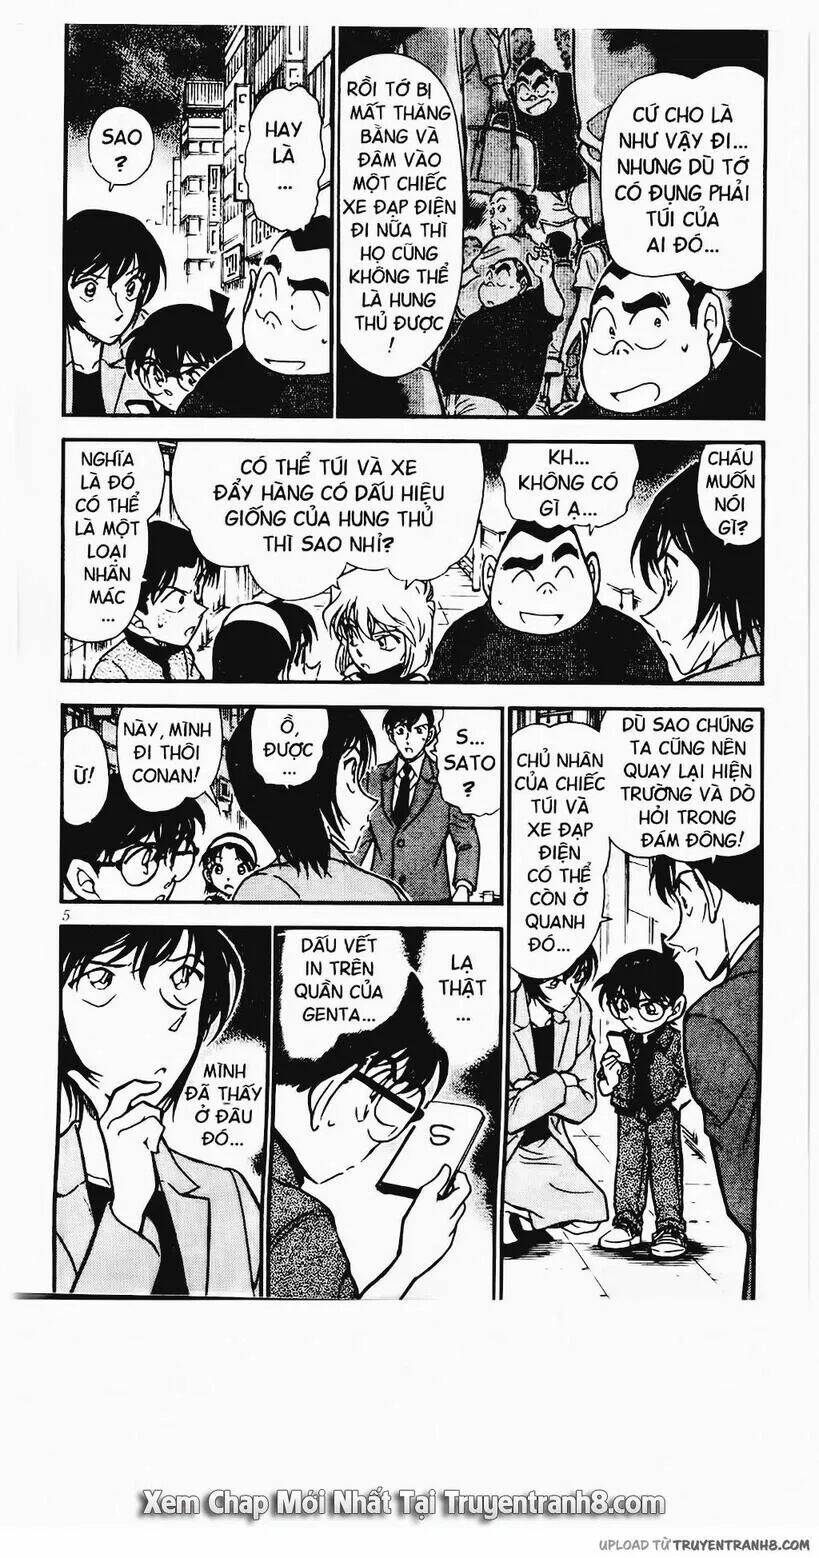 CỨ CHO LÀ
NHƯ VẬY ĐI...
NHƯNG DÙ TỚ
CÓ ĐỤNG PHẢI
TÚI CỦA
AI ĐÓ...
RỒI TỚ BỊ
MẤT THĂNG
BẰNG VÀ
ĐÂM VÀO
MỘT CHIẾC
XE ĐẠP ĐIỆN
ĐI NỮA THÌ
HỌ CŨNG
KHÔNG THỂ
LÀ HUNG
THỦ ĐƯỢC
!
HAY
LÀ
...
SAO
?
CHÁU
MUỐN
NÓI
GÌ?
KH...
KHÔNG CÓ
GÌ Ạ...
CÓ THỂ TÚI VÀ XE
ĐẨY HÀNG CÓ DẤU HIỆU
GIỐNG CỦA HUNG THỦ
THÌ SAO NHỈ?
NGHĨA
LÀ ĐÓ
CÓ THỂ
LÀ MỘT
LOẠI
NHÃN
MÁC
...
DÙ SAO CHÚNG
TA CŨNG NÊN
QUAY LẠI HIỆN
TRƯỜNG VÀ DÒ
HỎI TRONG
ĐÁM ĐÔNG!
CHỦ NHÂN
CỦA CHIẾC
TÚI VÀ
XE ĐẠP
ĐIỆN
CÓ THỂ
CÒN Ở
QUANH
ĐÓ...
S...
SATO
?
Ồ,
ĐƯỢC
...
NÀY, MÌNH
ĐI THÔI
CONAN!
Ừ!
5
LẠ
THẬT
...
DẤU VẾT
IN TRÊN
QUẦN CỦA
GENTA...
S
MÌNH
ĐÃ THẤY
Ở ĐÂU
ĐÓ...
Xem Chap Mới Nhất Tại Truyentranh8.com
UPLOAD TỪ TRUYENTRANH8.COM